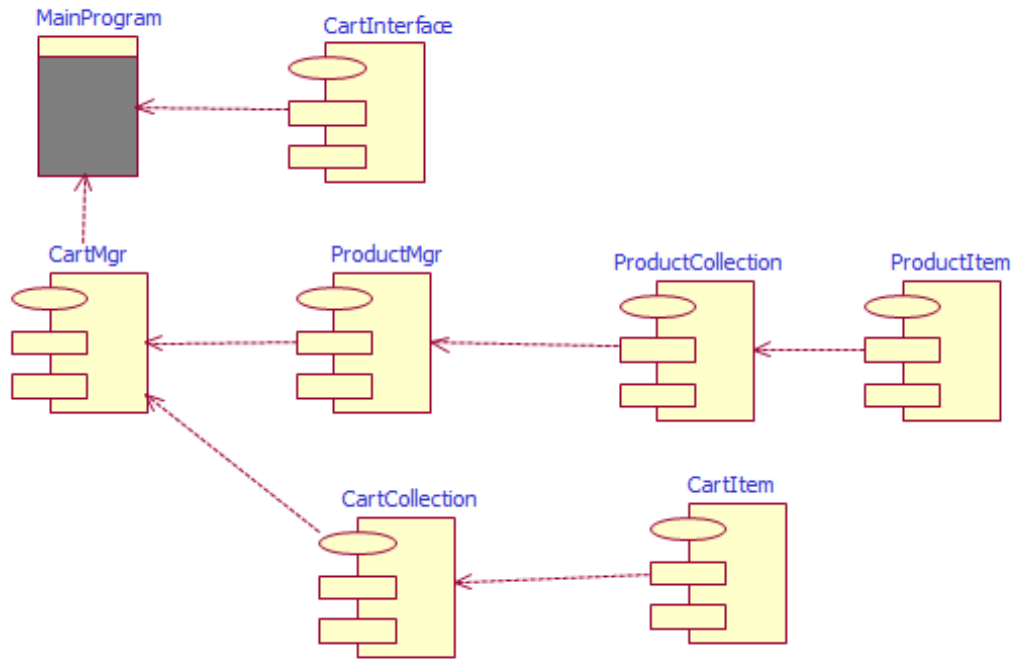 MainProgram
CartInterface
CartMgr
ProductMgr
ProductCollection
ProductItem
CartCollection
CartItem